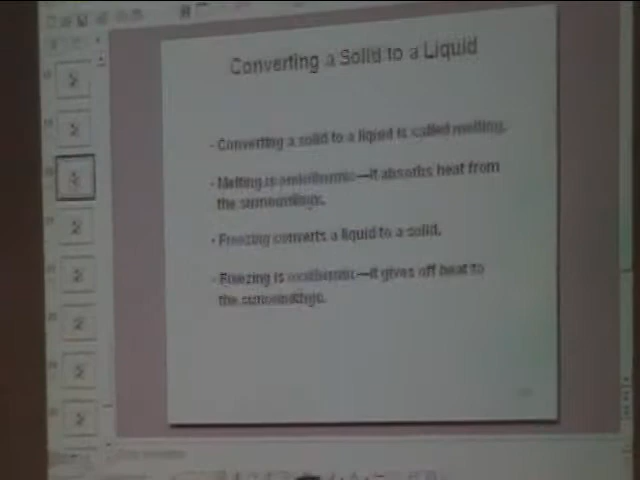 Converting a Solid to a Liquid
- Converting a solid to a liquid is called melting.
- Melting is endothermic—it absorbs heat from
the surroundings.
- Freezing converts a liquid to a solid.
- Freezing is exothermic—it gives off heat to
the surroundings.